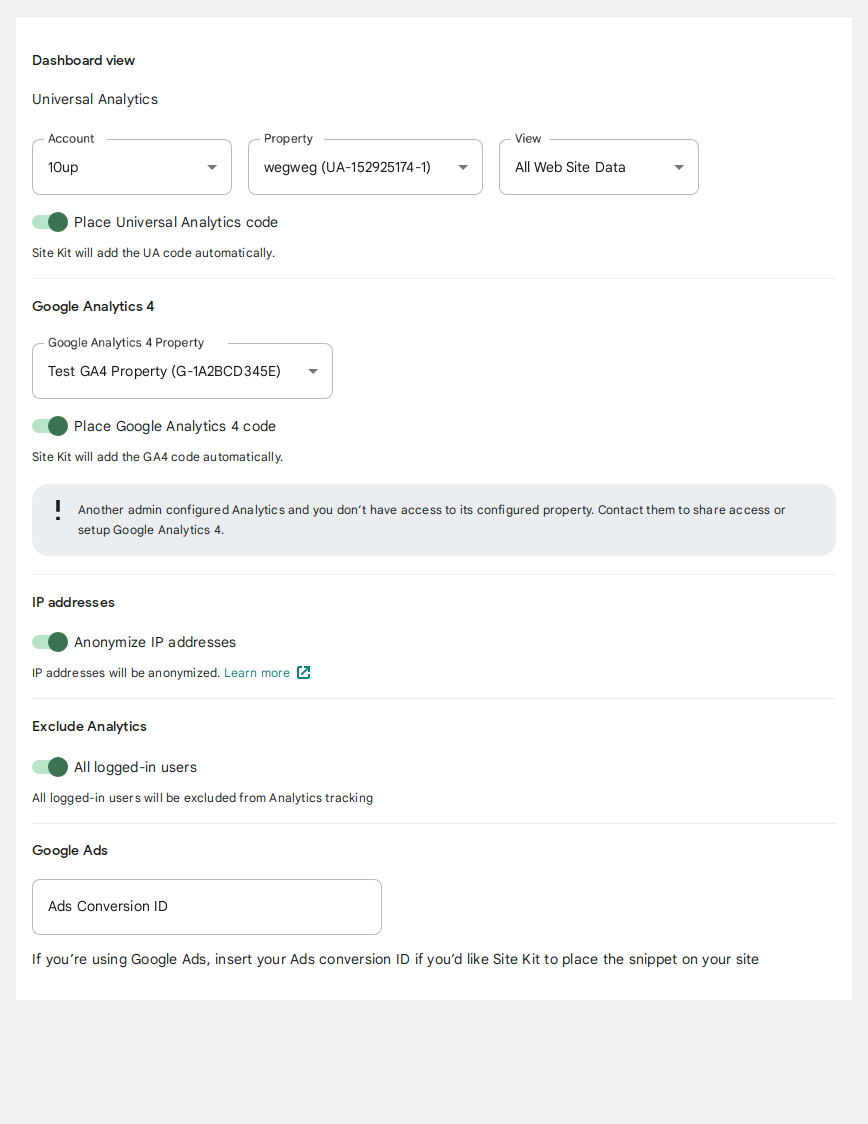 Dashboard view
Universal Analytics
Account
Property
View
10up
wegweg (UA-152925174-1)
All Web Site Data
Place Universal Analytics code
Site Kit will add the UA code automatically.
Google Analytics 4
Google Analytics 4 Property
Test GA4 Property (G-1A2BCD345E)
Place Google Analytics 4 code
Site Kit will add the GA4 code automatically.
Another admin configured Analytics and you don’t have access to its configured property. Contact them to share access or
setup Google Analytics 4.
IP addresses
Anonymize IP addresses
IP addresses will be anonymized. Learn more
Exclude Analytics
All logged-in users
All logged-in users will be excluded from Analytics tracking
Google Ads
Ads Conversion ID
If you’re using Google Ads, insert your Ads conversion ID if you’d like Site Kit to place the snippet on your site